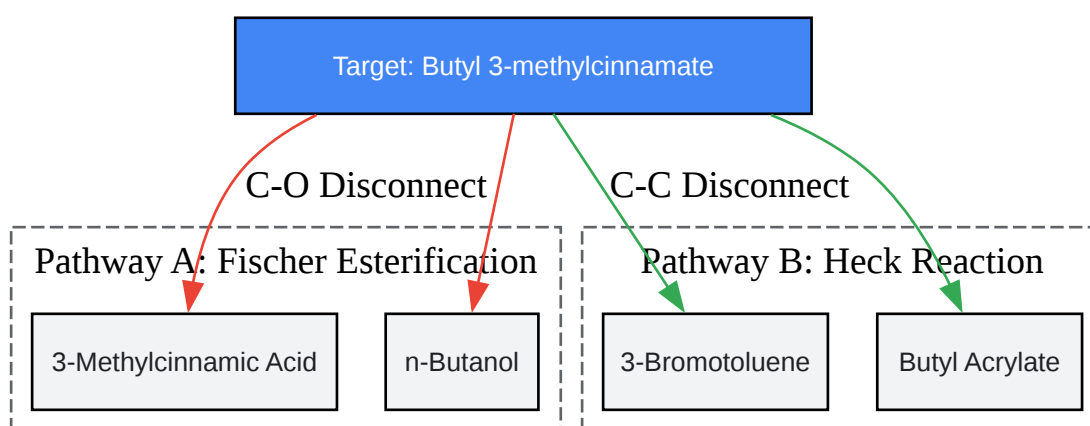 Target: Butyl 3-methylcinnamate
C-O Disconnect
C-C Disconnect
Pathway A: Fischer Esterification
Pathway B: Heck Reaction
3-Methylcinnamic Acid
n-Butanol
3-Bromotoluene
Butyl Acrylate